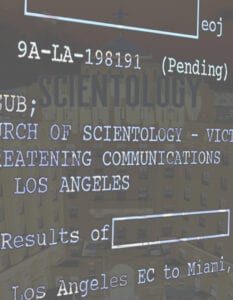 eoj
9A-LA-198191 (Pending)
SCIENTOLOGY
SUB;
URCH OF SCIENTOLOGY - VICT
REATENING COMMUNICATIONS
LOS ANGELES
Results of
Los Angeles EC to Miami,